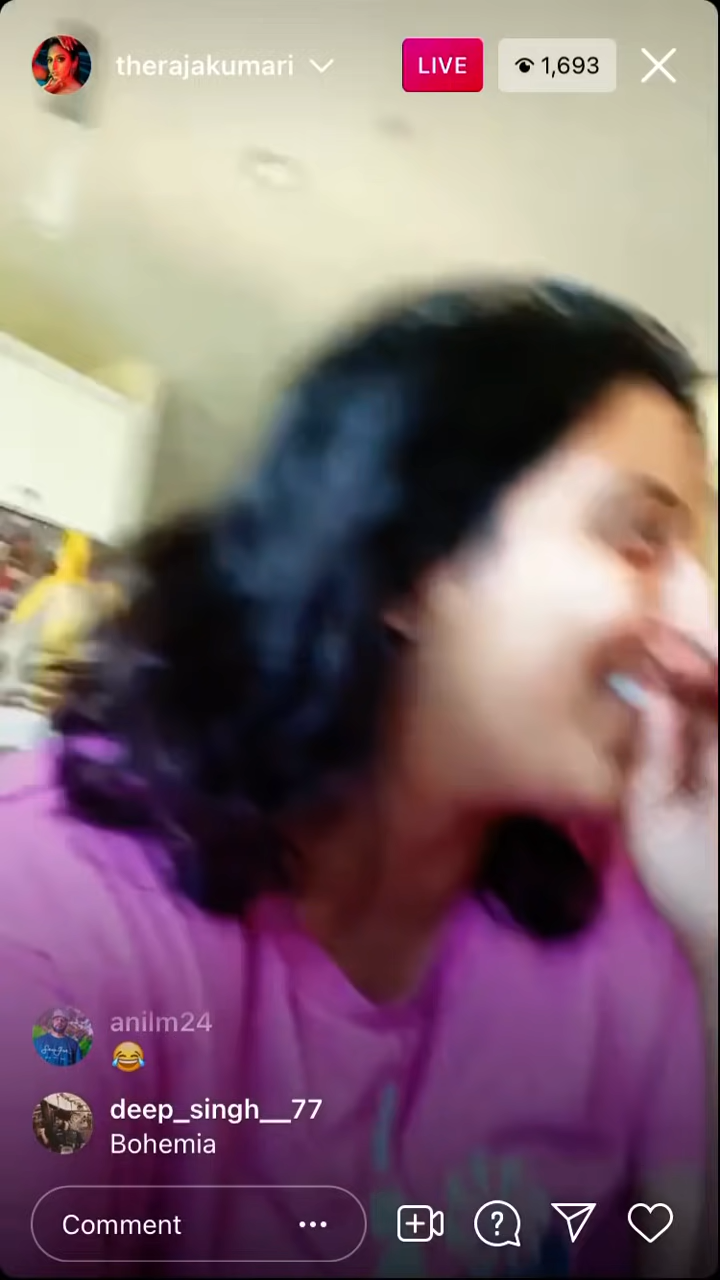 therajakumari
LIVE
1,693
anilm24
😂
deep_singh__77
Bohemia
Comment